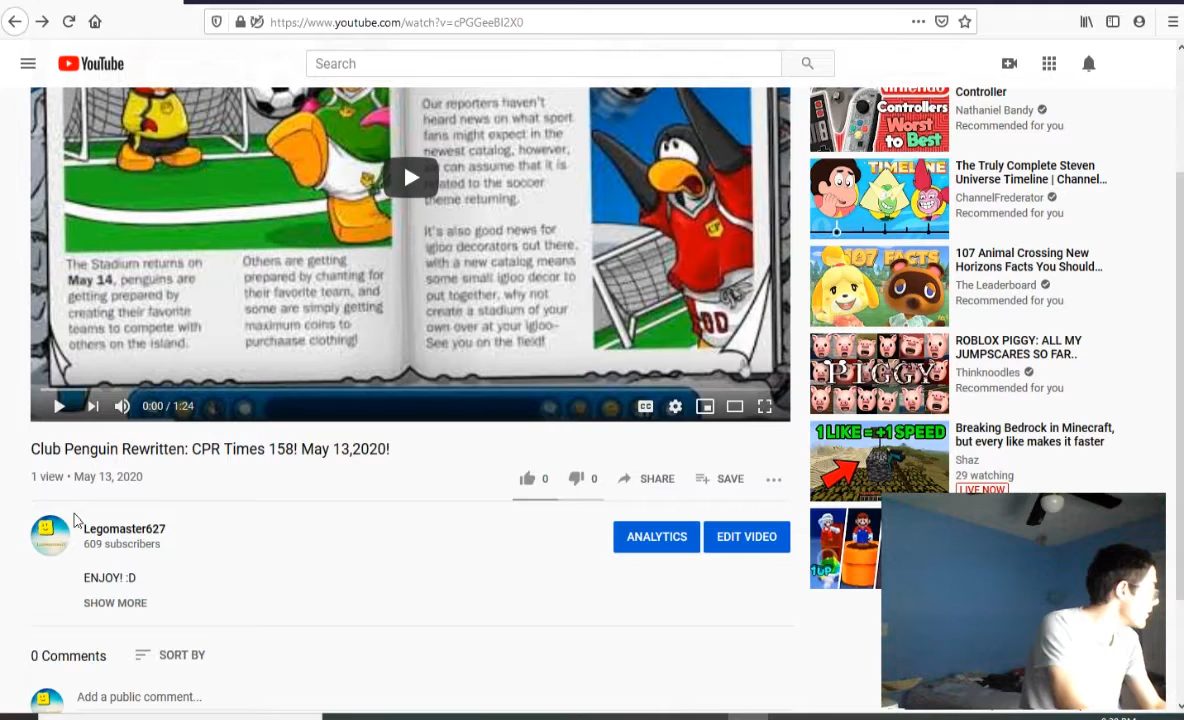 https://www.youtube.com/watch?v=cPGGeeBI2X0
YouTube
Search
Our reporters haven't
heard news on what sport
fans might expect in the
newest catalog, however,
can assume that it is
related to the soccer
theme returning.
It's also good news for
igloo decorators out there,
with a new catalog means
some small igloo decor to
put together, why not
create a stadium of your
own over at your igloo-
See you on the field!
The Stadium returns on
May 14, penguins are
getting prepared by
creating their favorite
teams to compete with
others on the island.
Others are getting
prepared by chanting for
their favorite team, and
some are simply getting
maximum coins to
purchaase clothing!
CP
OD
0:00 / 1:24
CC
Club Penguin Rewritten: CPR Times 158! May 13,2020!
1 view • May 13, 2020
0
0
SHARE
SAVE
Legomaster627
609 subscribers
ANALYTICS
EDIT VIDEO
ENJOY! :D
SHOW MORE
0 Comments
SORT BY
Add a public comment...
Controllers
Worst
to Best
Controller
Nathaniel Bandy
Recommended for you
TIMELINE
The Truly Complete Steven
Universe Timeline | Channel...
ChannelFrederator
Recommended for you
107 FACTS
107 Animal Crossing New
Horizons Facts You Should...
The Leaderboard
Recommended for you
PIGGY
ROBLOX PIGGY: ALL MY
JUMPSCARES SO FAR..
Thinknoodles
Recommended for you
1 LIKE = +1 SPEED
Breaking Bedrock in Minecraft,
but every like makes it faster
Shaz
29 watching
LIVE NOW
1UP